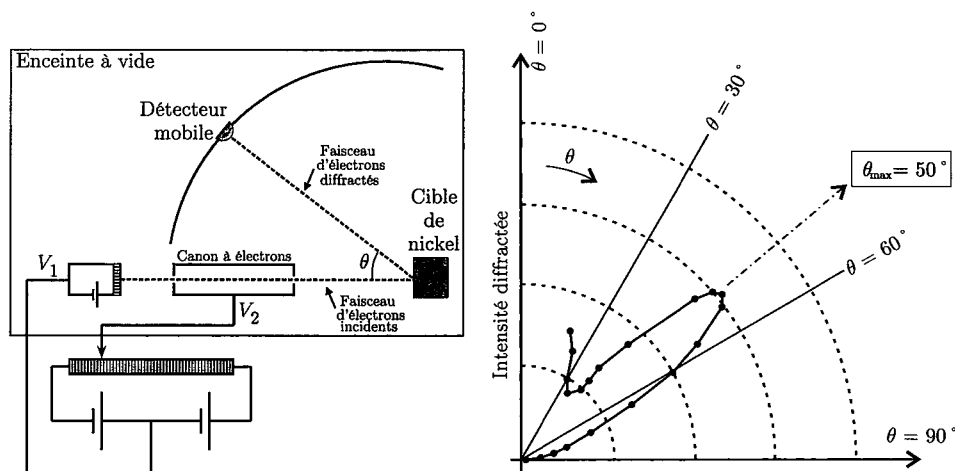 Enceinte à vide
Détecteur
mobile
Faisceau
d'électrons
diffractés
Cible
de
nickel
θ
Canon à électrons
V₁
V₂
Faisceau
d'électrons
incidents
Intensité diffractée
θ = 0°
θ
θ = 30°
θmax = 50°
θ = 60°
θ = 90°